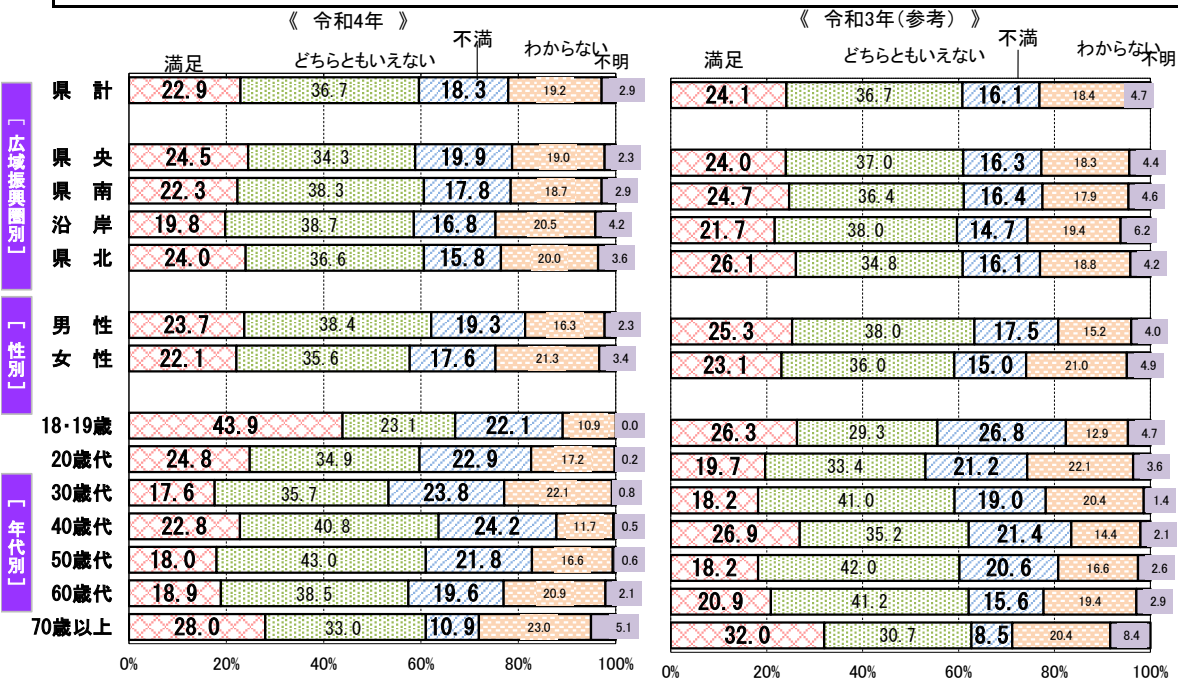 《 令和4年 》
《 令和3年(参考) 》
満足 どちらともいえない 不満 わからない 不明
満足 どちらともいえない 不満 わからない 不明
[ 広域振興圏別 ]
県 計 22.9 36.7 18.3 19.2 2.9 24.1 36.7 16.1 18.4 4.7
県 央 24.5 34.3 19.9 19.0 2.3 24.0 37.0 16.3 18.3 4.4
県 南 22.3 38.3 17.8 18.7 2.9 24.7 36.4 16.4 17.9 4.6
沿 岸 19.8 38.7 16.8 20.5 4.2 21.7 38.0 14.7 19.4 6.2
県 北 24.0 36.6 15.8 20.0 3.6 26.1 34.8 16.1 18.8 4.2
[ 性別 ]
男 性 23.7 38.4 19.3 16.3 2.3 25.3 38.0 17.5 15.2 4.0
女 性 22.1 35.6 17.6 21.3 3.4 23.1 36.0 15.0 21.0 4.9
[ 年代別 ]
18・19歳 43.9 23.1 22.1 10.9 0.0 26.3 29.3 26.8 12.9 4.7
20歳代 24.8 34.9 22.9 17.2 0.2 19.7 33.4 21.2 22.1 3.6
30歳代 17.6 35.7 23.8 22.1 0.8 18.2 41.0 19.0 20.4 1.4
40歳代 22.8 40.8 24.2 11.7 0.5 26.9 35.2 21.4 14.4 2.1
50歳代 18.0 43.0 21.8 16.6 0.6 18.2 42.0 20.6 16.6 2.6
60歳代 18.9 38.5 19.6 20.9 2.1 20.9 41.2 15.6 19.4 2.9
70歳以上 28.0 33.0 10.9 23.0 5.1 32.0 30.7 8.5 20.4 8.4
0% 20% 40% 60% 80% 100%
0% 20% 40% 60% 80% 100%